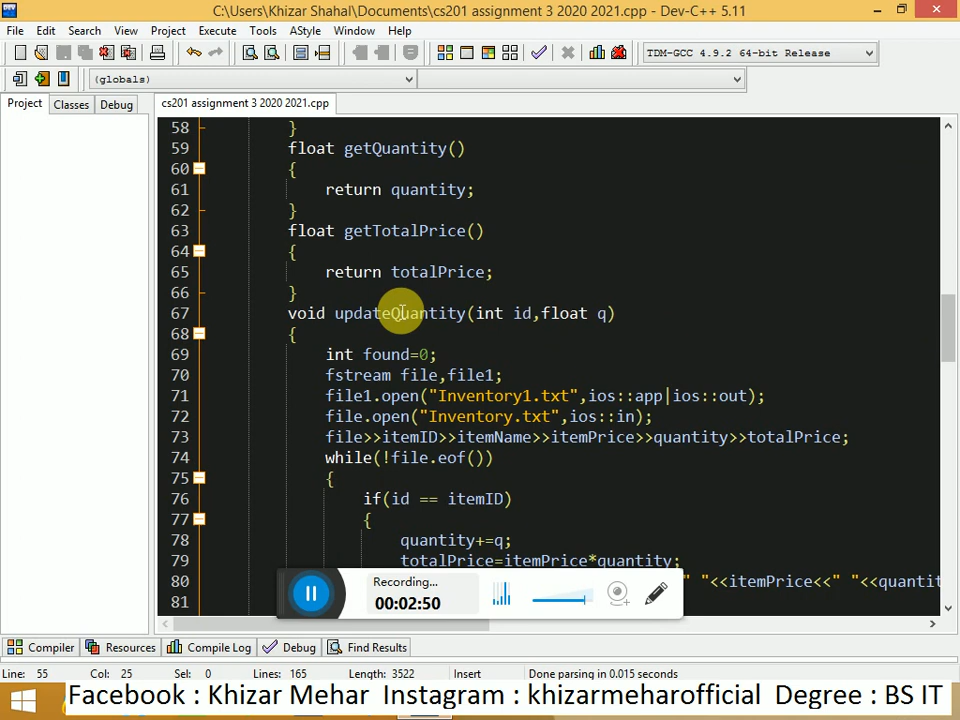 C:\Users\Khizar Shahal\Documents\cs201 assignment 3 2020 2021.cpp - Dev-C++ 5.11
File Edit Search View Project Execute Tools AStyle Window Help
TDM-GCC 4.9.2 64-bit Release
(globals)
Project Classes Debug cs201 assignment 3 2020 2021.cpp
58 }
59 float getQuantity()
60 {
61 return quantity;
62 }
63 float getTotalPrice()
64 {
65 return totalPrice;
66 }
67 void updateQuantity(int id,float q)
68 {
69 int found=0;
70 fstream file,file1;
71 file1.open("Inventory1.txt",ios::app|ios::out);
72 file.open("Inventory.txt",ios::in);
73 file>>itemID>>itemName>>itemPrice>>quantity>>totalPrice;
74 while(!file.eof())
75 {
76 if(id == itemID)
77 {
78 quantity+=q;
79 totalPrice=itemPrice*quantity;
80 " "<<itemPrice<<" "<<quantit
81
Recording...
00:02:50
Compiler Resources Compile Log Debug Find Results
Line: 55 Col: 25 Sel: 0 Lines: 165 Length: 3522 Insert Done parsing in 0.015 seconds
Facebook : Khizar Mehar Instagram : khizarmeharofficial Degree : BS IT